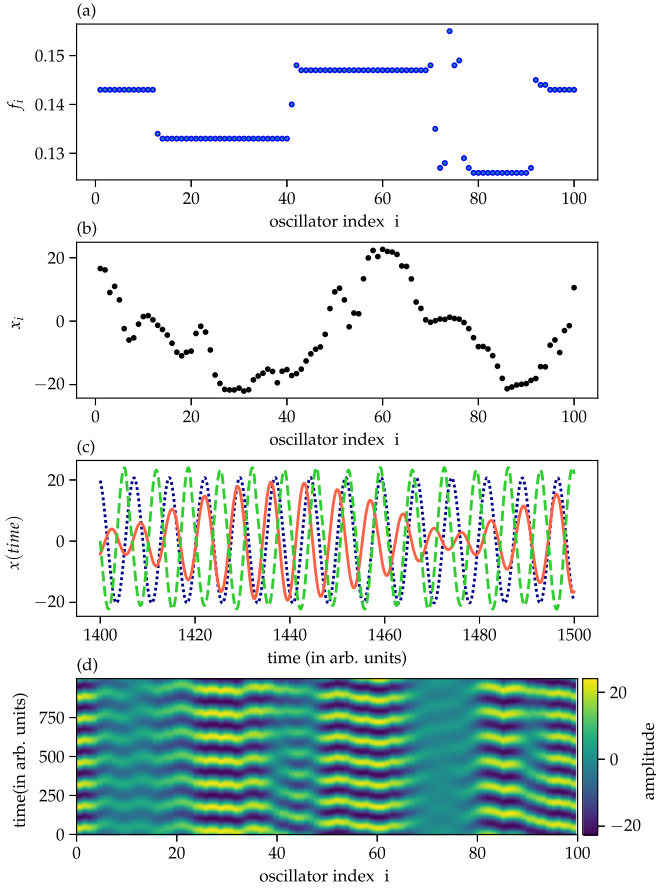 (a)
0.15
0.14
0.13
f_i
0 20 40 60 80 100
oscillator index i
(b)
20
0
−20
x_i
0 20 40 60 80 100
oscillator index i
(c)
20
0
−20
x(time)
1400 1420 1440 1460 1480 1500
time (in arb. units)
(d)
750
500
250
0
time(in arb. units)
0 20 40 60 80 100
oscillator index i
20
0
−20
amplitude